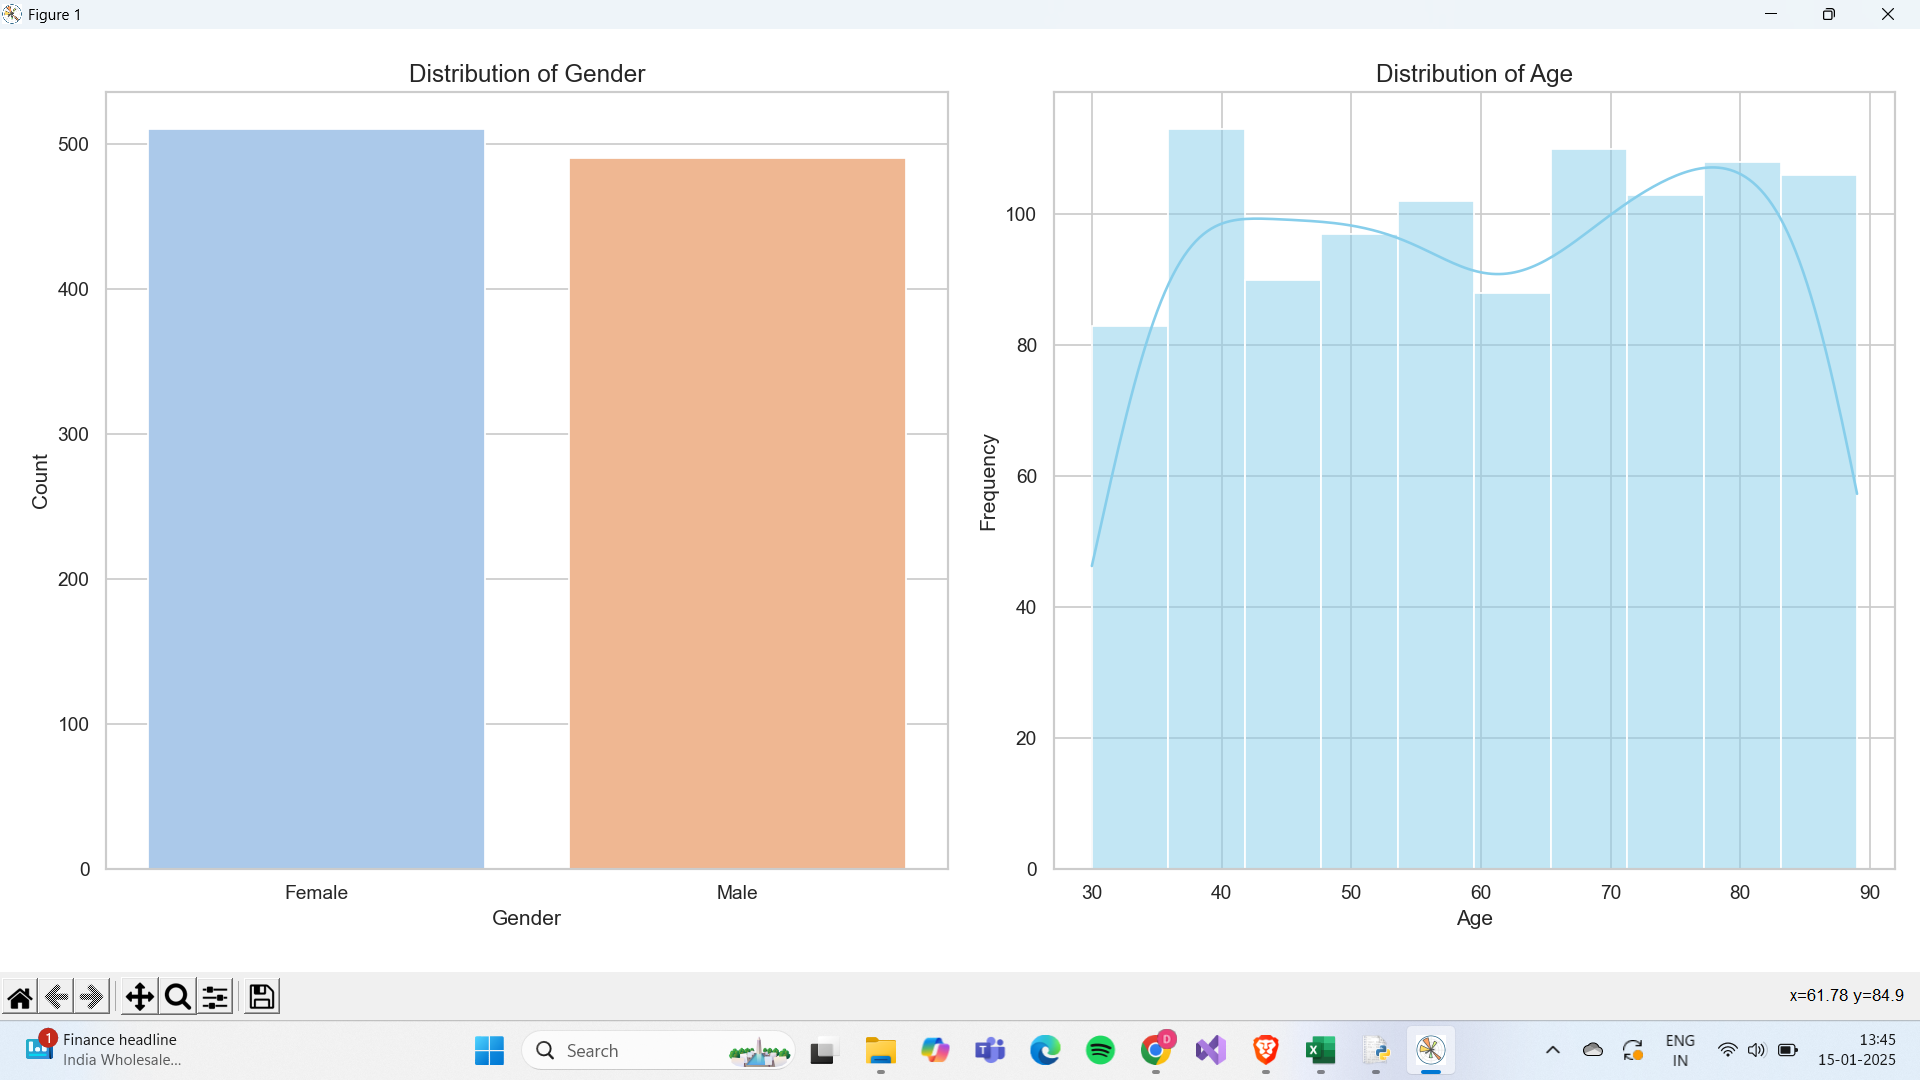 Figure 1
Distribution of Gender
500
400
300
200
100
0
Count
Female
Male
Gender
Distribution of Age
100
80
60
40
20
0
Frequency
30
40
50
60
70
80
90
Age
x=61.78 y=84.9
1
Finance headline
India Wholesale...
Search
D
ENG
IN
13:45
15-01-2025